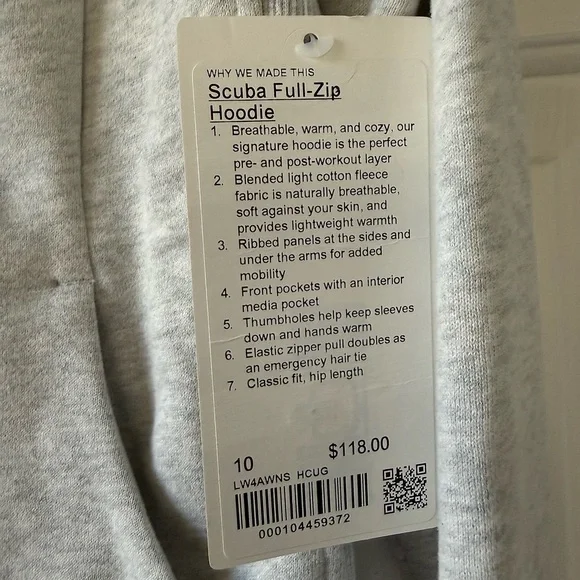 WHY WE MADE THIS
Scuba Full-Zip
Hoodie
1. Breathable, warm, and cozy, our
signature hoodie is the perfect
pre- and post-workout layer
2. Blended light cotton fleece
fabric is naturally breathable,
soft against your skin, and
provides lightweight warmth
3. Ribbed panels at the sides and
under the arms for added
mobility
4. Front pockets with an interior
media pocket
5. Thumbholes help keep sleeves
down and hands warm
6. Elastic zipper pull doubles as
an emergency hair tie
7. Classic fit, hip length
10 $118.00
LW4AWNS HCUG
000104459372